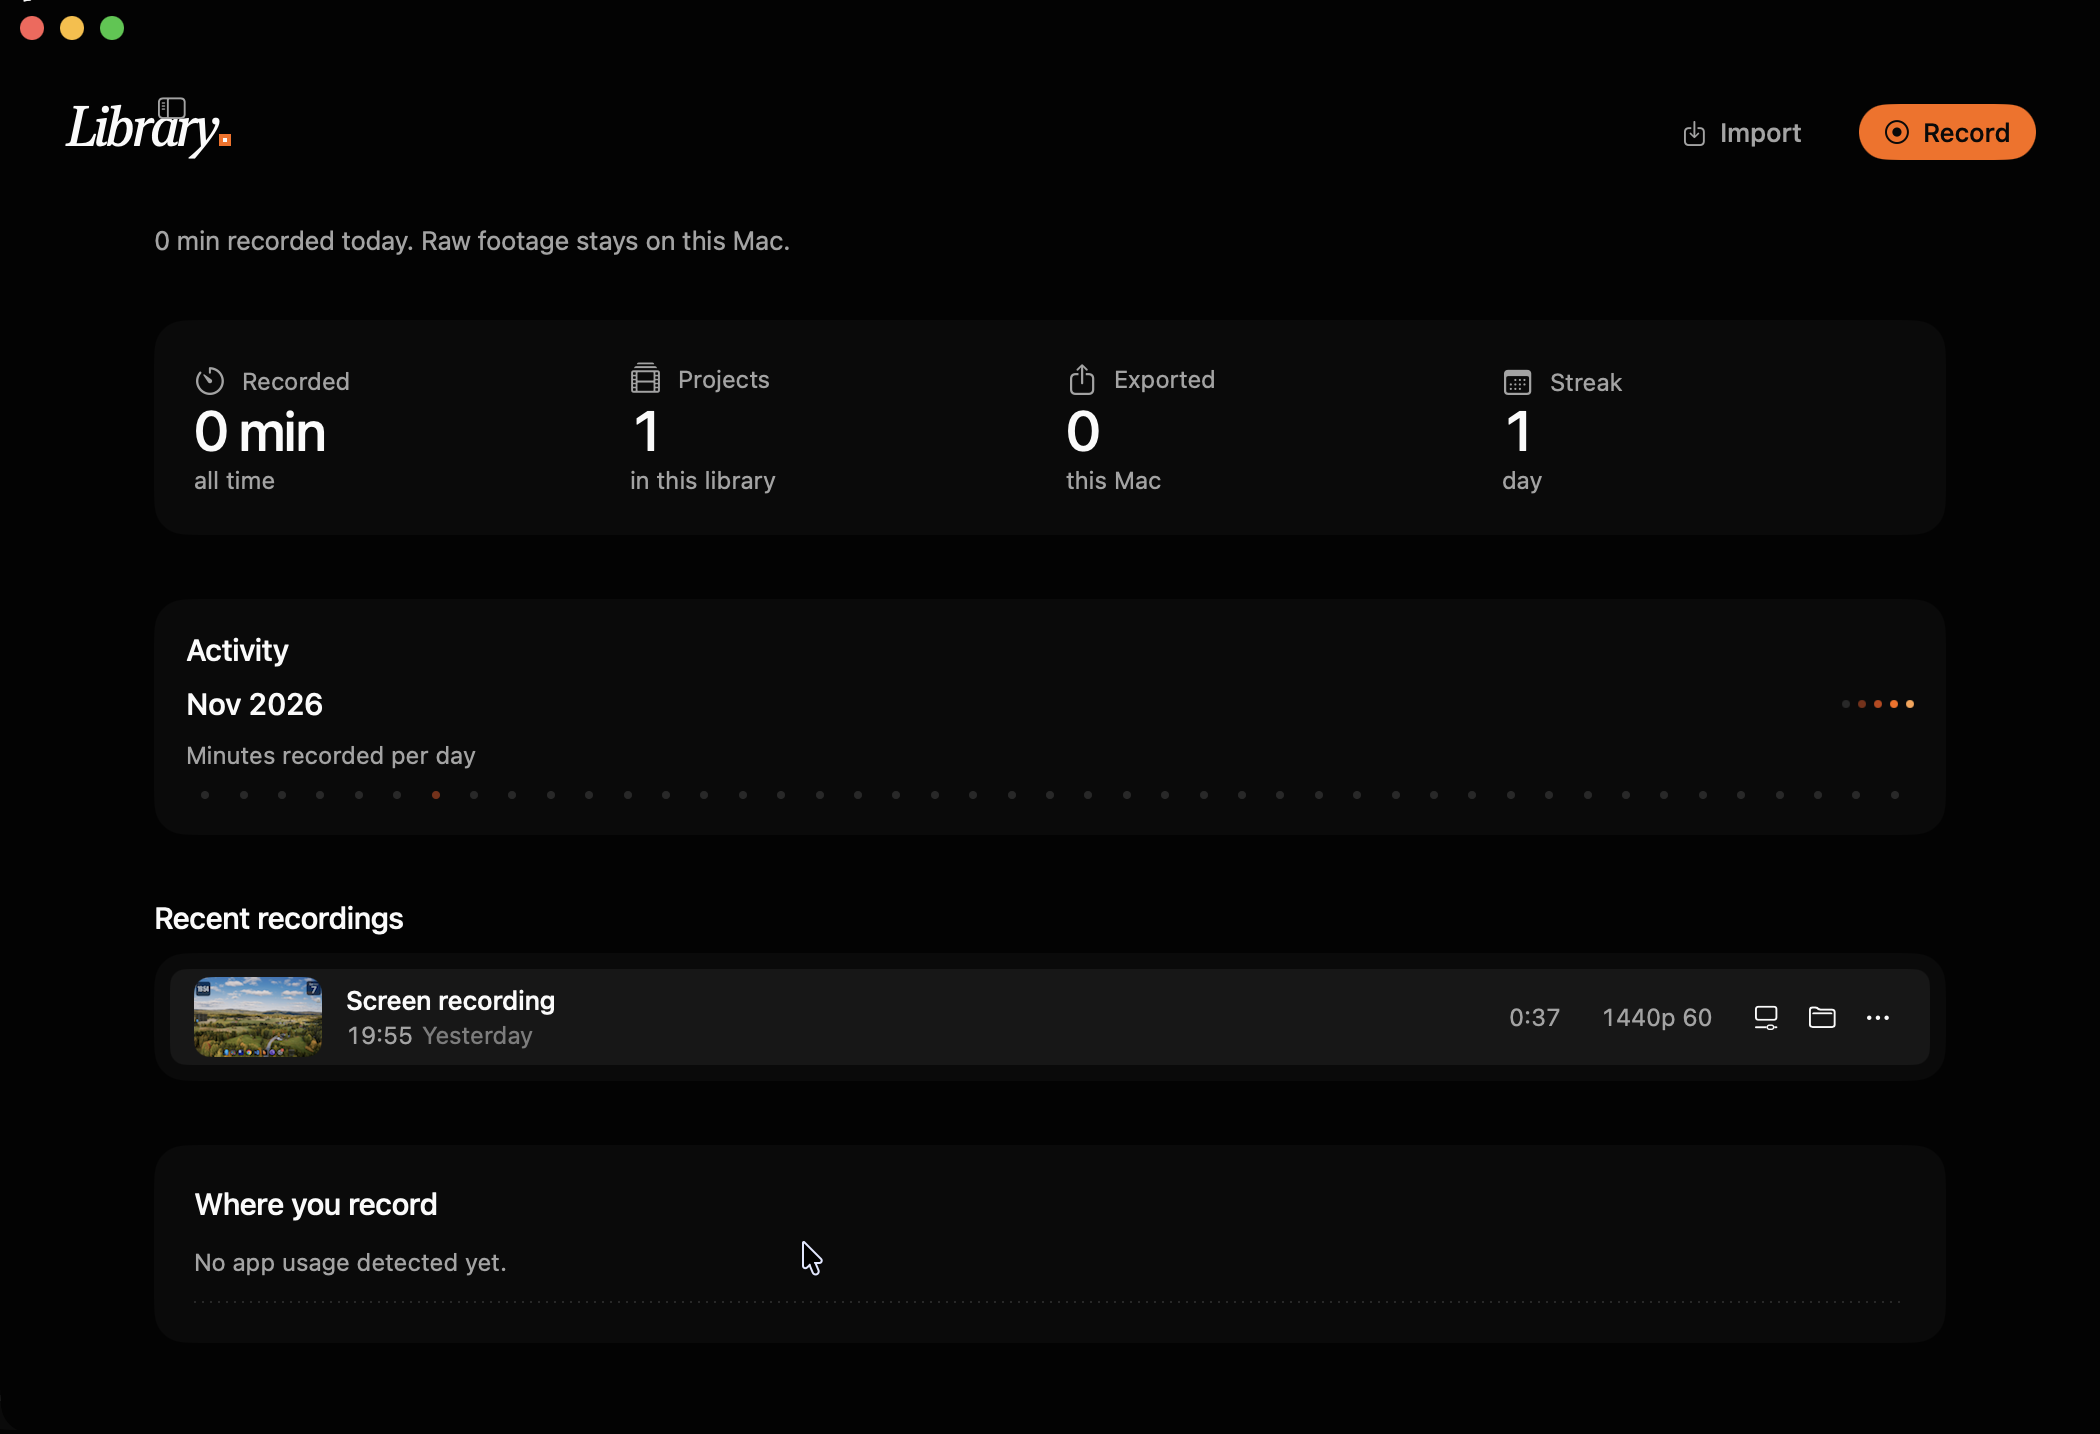 Library.
Import
Record
0 min recorded today. Raw footage stays on this Mac.
Recorded
0 min
all time
Projects
1
in this library
Exported
0
this Mac
Streak
1
day
Activity
Nov 2026
Minutes recorded per day
Recent recordings
Screen recording
19:55 Yesterday
0:37
1440p 60
Where you record
No app usage detected yet.